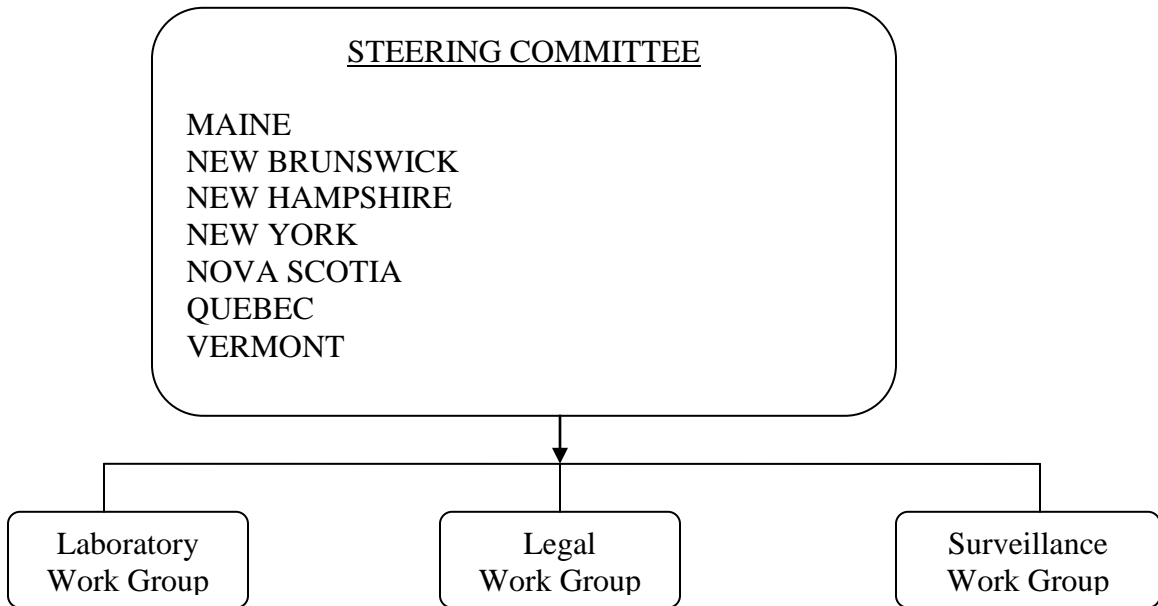 STEERING COMMITTEE
MAINE
NEW BRUNSWICK
NEW HAMPSHIRE
NEW YORK
NOVA SCOTIA
QUEBEC
VERMONT
Laboratory
Work Group
Legal
Work Group
Surveillance
Work Group